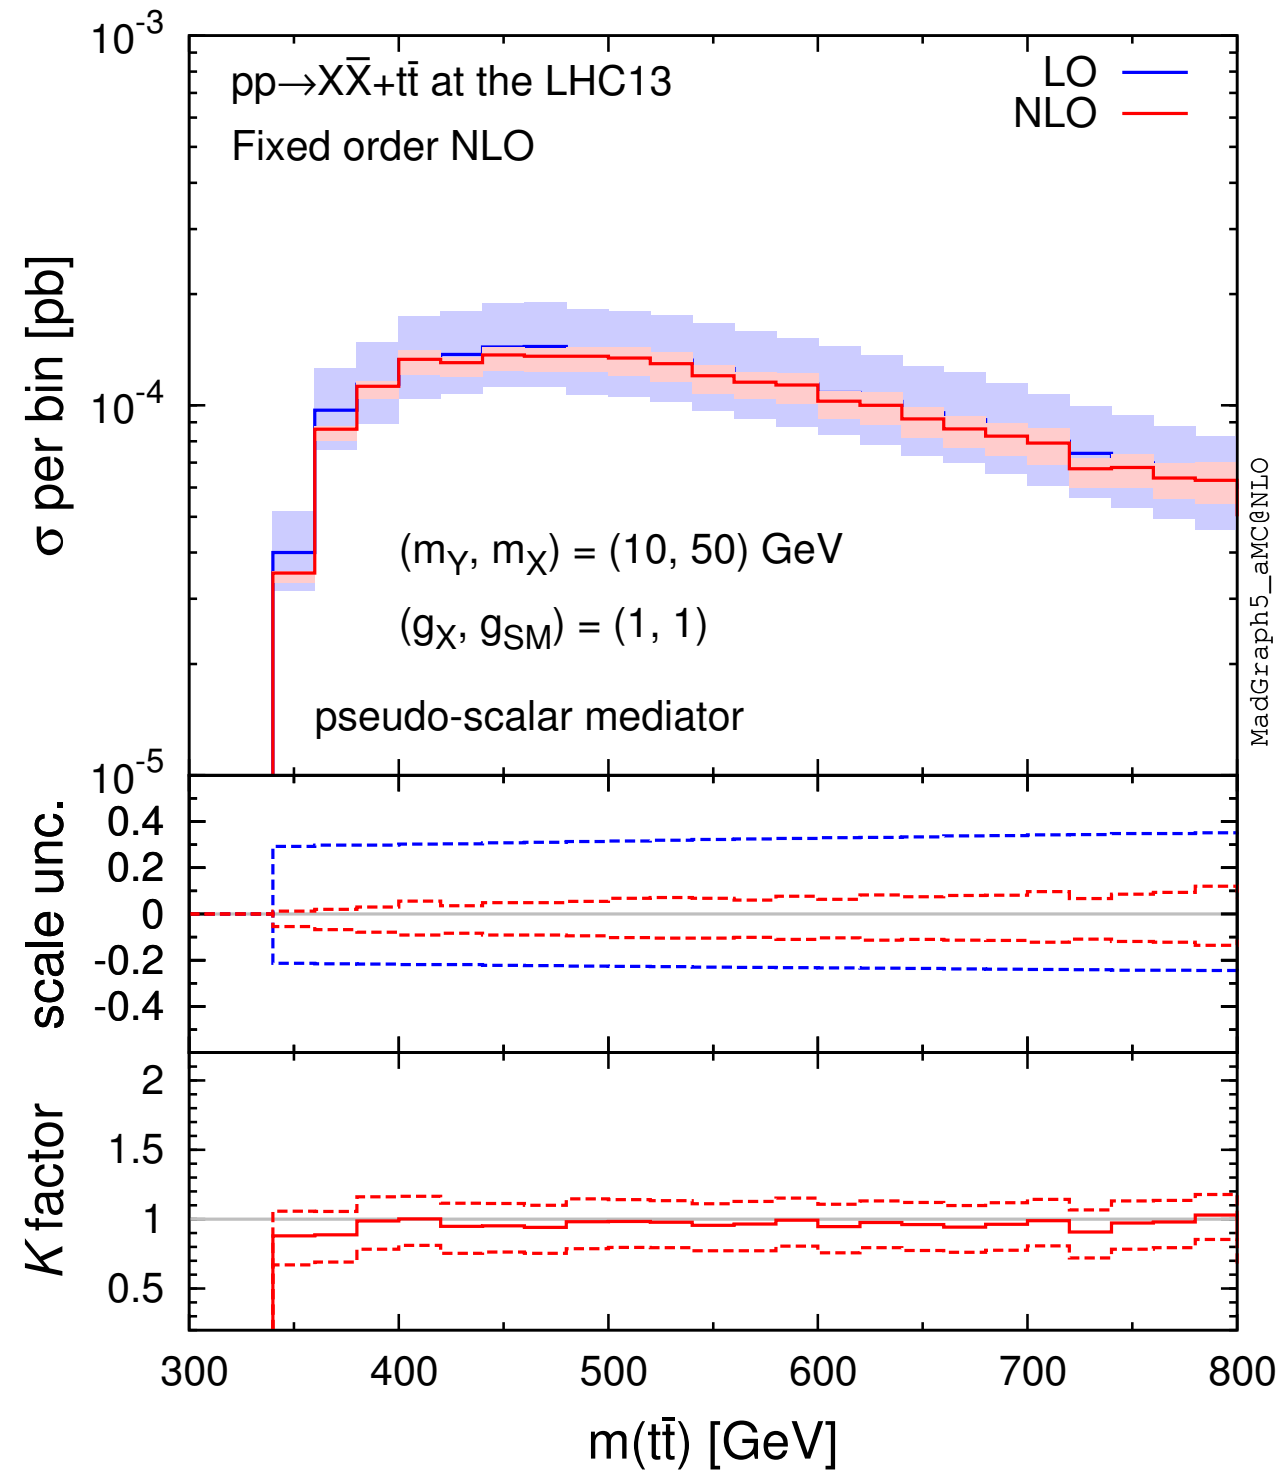 10⁻³
pp→XX̅+tt̅ at the LHC13
Fixed order NLO
LO
NLO
σ per bin [pb]
10⁻⁴
(m_Y, m_X) = (10, 50) GeV
(g_X, g_SM) = (1, 1)
pseudo-scalar mediator
10⁻⁵
MadGraph5_aMC@NLO
scale unc.
0.4
0.2
0
-0.2
-0.4
K factor
2
1.5
1
0.5
300 400 500 600 700 800
m(tt̅) [GeV]